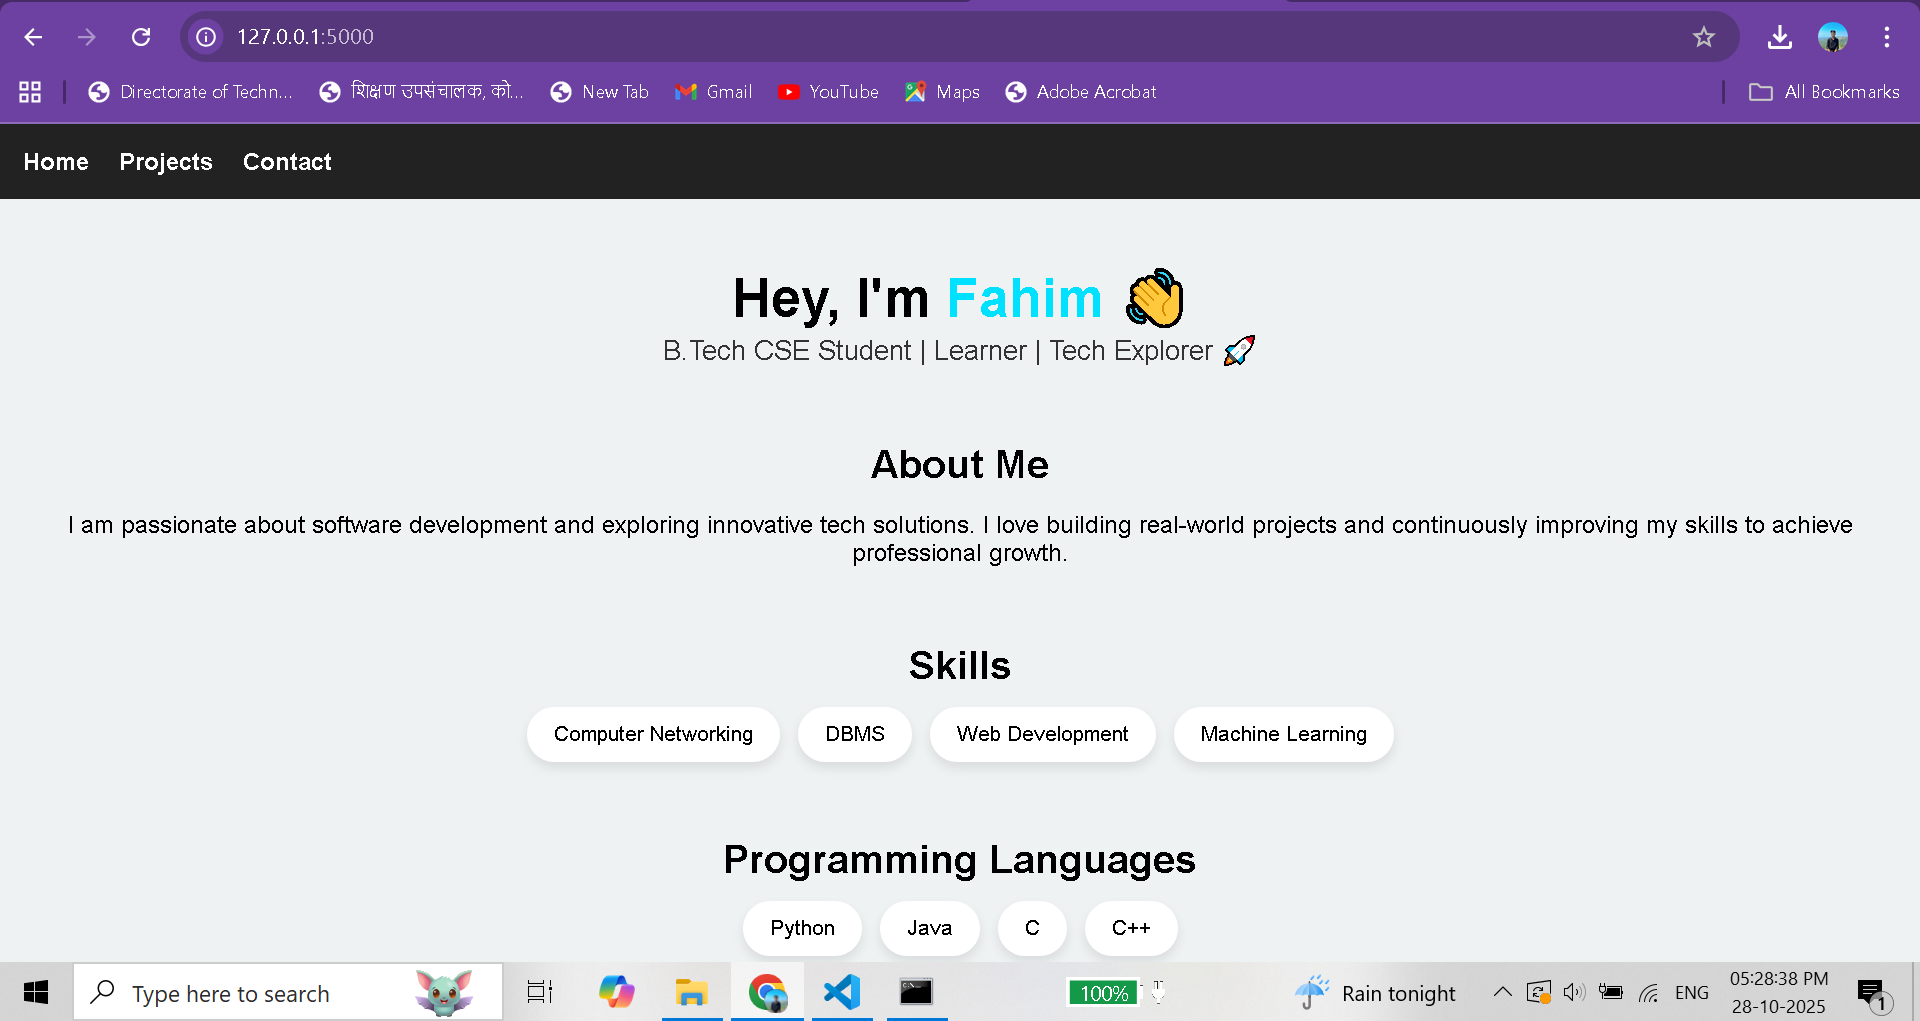 127.0.0.1:5000
Directorate of Techn... शिक्षण उपसंचालक, को... New Tab Gmail YouTube Maps Adobe Acrobat All Bookmarks
Home Projects Contact
Hey, I'm Fahim 👋
B.Tech CSE Student | Learner | Tech Explorer 🚀
About Me
I am passionate about software development and exploring innovative tech solutions. I love building real-world projects and continuously improving my skills to achieve
professional growth.
Skills
Computer Networking DBMS Web Development Machine Learning
Programming Languages
Python Java C C++
Type here to search 100% Rain tonight ENG 05:28:38 PM
28-10-2025 1